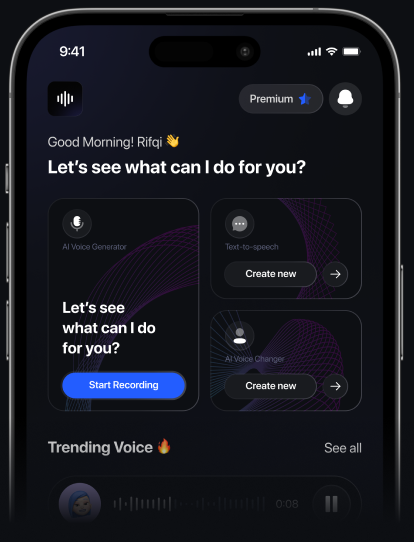 9:41
Premium
Good Morning! Rifqi 👋
Let's see what can I do for you?
AI Voice Generator
Let's see
what can I do
for you?
Start Recording
Text-to-speech
Create new
AI Voice Changer
Create new
Trending Voice 🔥
See all
0:08